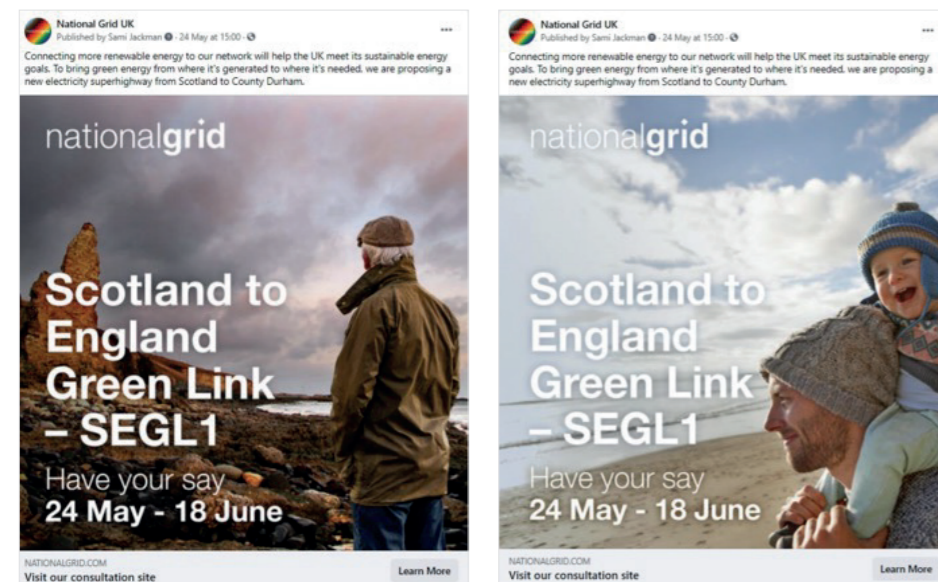 National Grid UK
Published by Sami Jackman · 24 May at 15:00 ·
Connecting more renewable energy to our network will help the UK meet its sustainable energy
goals. To bring green energy from where it's generated to where it's needed, we are proposing a
new electricity superhighway from Scotland to County Durham.
nationalgrid
Scotland to
England
Green Link
– SEGL1
Have your say
24 May - 18 June
NATIONALGRID.COM
Visit our consultation site
Learn More
National Grid UK
Published by Sami Jackman · 24 May at 15:00 ·
Connecting more renewable energy to our network will help the UK meet its sustainable energy
goals. To bring green energy from where it's generated to where it's needed, we are proposing a
new electricity superhighway from Scotland to County Durham.
nationalgrid
Scotland to
England
Green Link
– SEGL1
Have your say
24 May - 18 June
NATIONALGRID.COM
Visit our consultation site
Learn More